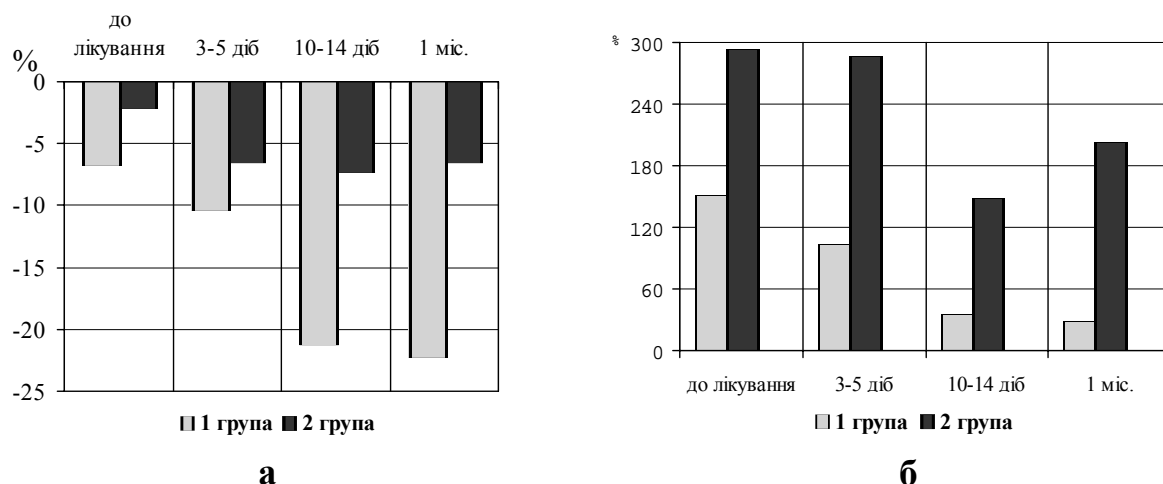 до
лікування
3-5 діб
10-14 діб
1 міс.
%
0
-5
-10
-15
-20
-25
1 група
2 група
а
%
300
240
180
120
60
0
до лікування
3-5 діб
10-14 діб
1 міс.
1 група
2 група
б